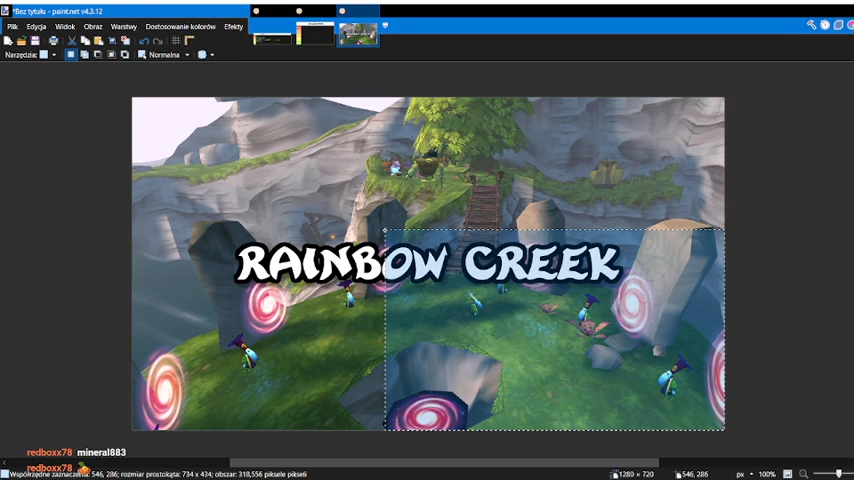 *Bez tytułu - paint.net v4.3.12
Plik Edycja Widok Obraz Warstwy Dostosowanie kolorów Efekty
Narzędzia: Normalna
RAINBOW CREEK
redboxx78 mineral883
redboxx78
Współrzędne zaznaczenia: 546, 286; rozmiar prostokąta: 734 x 434; obszar: 318,556 piksele pikseli
1280 × 720 546, 286 px 100%